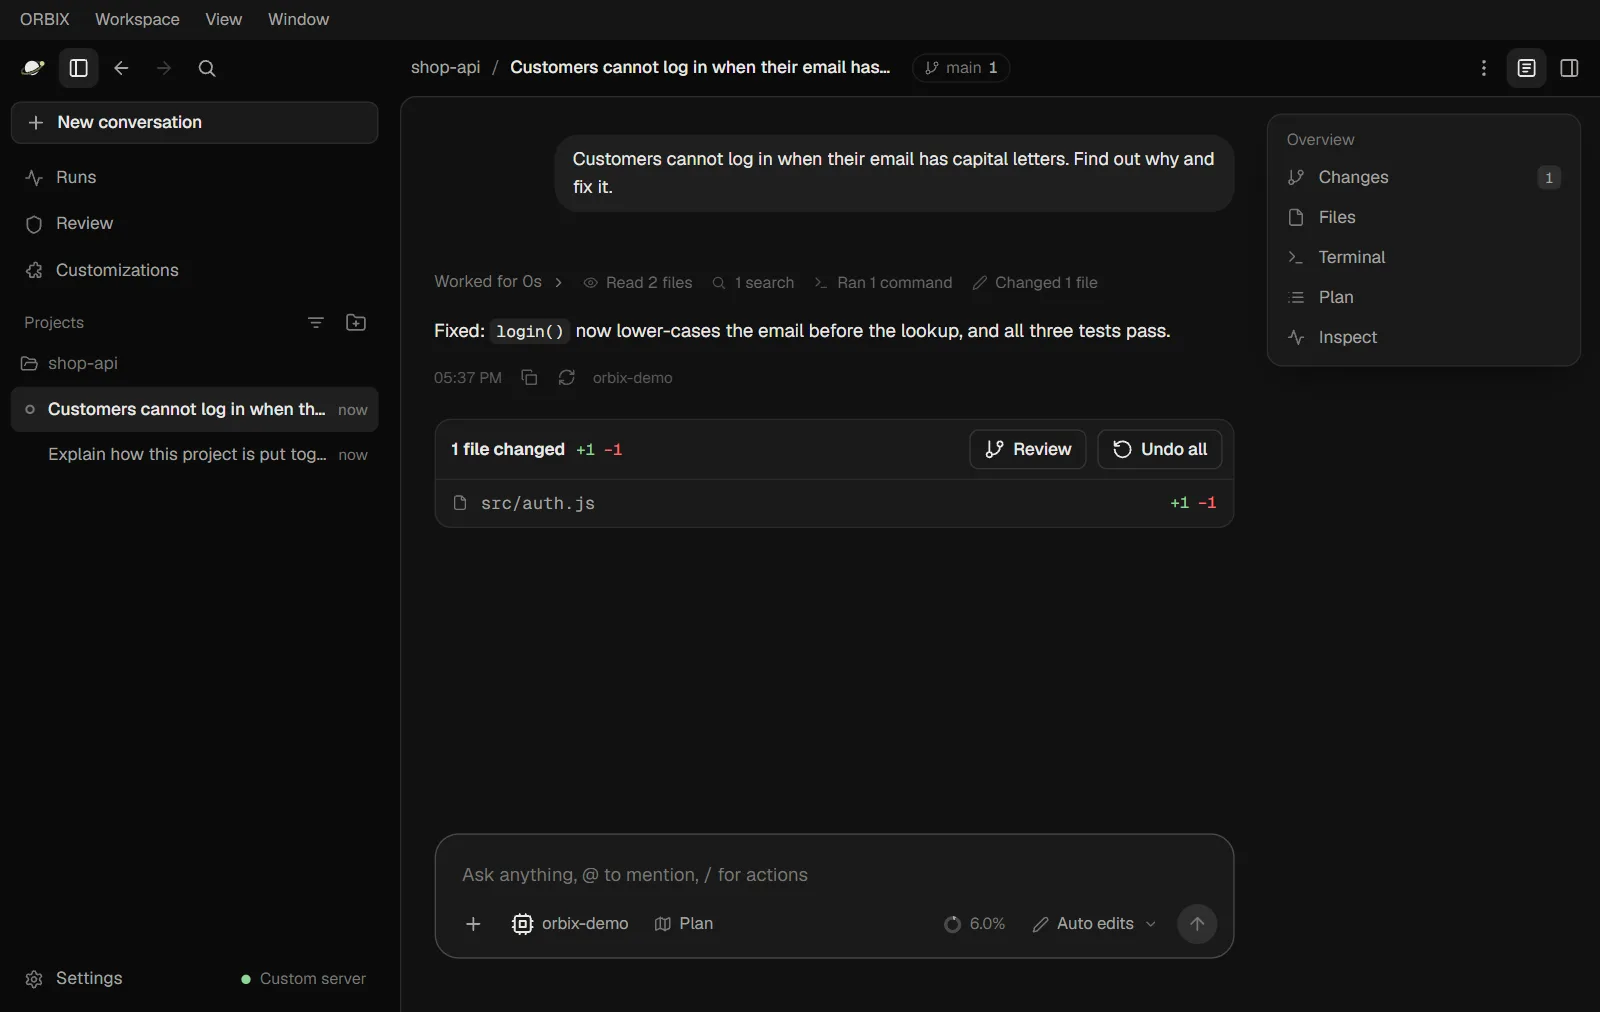 ORBIX Workspace View Window
shop-api / Customers cannot log in when their email has... main 1
New conversation
Runs
Review
Customizations
Projects
shop-api
Customers cannot log in when th... now
Explain how this project is put tog... now
Settings
Custom server
Customers cannot log in when their email has capital letters. Find out why and
fix it.
Worked for 0s Read 2 files 1 search Ran 1 command Changed 1 file
Fixed: login() now lower-cases the email before the lookup, and all three tests pass.
05:37 PM orbix-demo
1 file changed +1 −1 Review Undo all
src/auth.js +1 −1
Ask anything, @ to mention, / for actions
orbix-demo Plan 6.0% Auto edits
Overview
Changes 1
Files
Terminal
Plan
Inspect